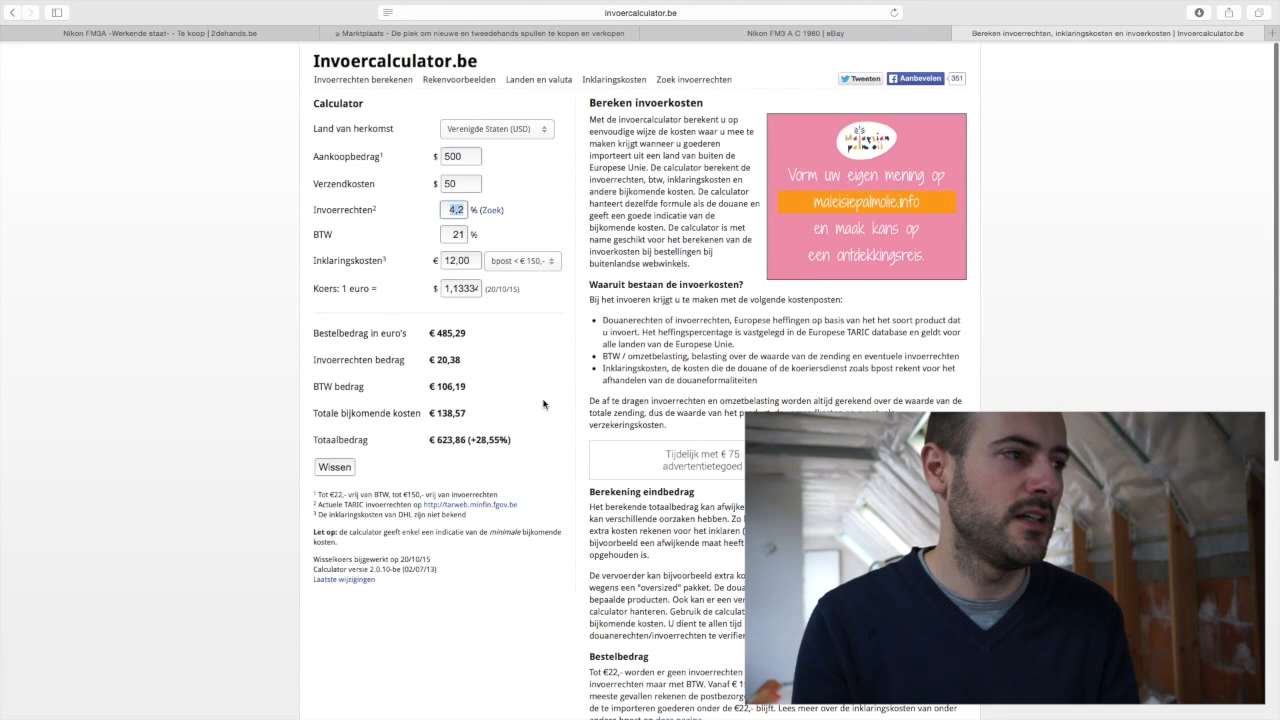 invoercalculator.be
Nikon FM3A -Werkende staat- - Te koop | 2dehands.be
Marktplaats - De plek om nieuwe en tweedehands spullen te kopen en verkopen
Nikon FM3 A C 1980 | eBay
Bereken invoerrechten, inklaringskosten en invoerkosten | Invoercalculator.be
Invoercalculator.be
Invoerrechten berekenen Rekenvoorbeelden Landen en valuta Inklaringskosten Zoek invoerrechten
Tweeten Aanbevelen 351
Calculator
Land van herkomst Verenigde Staten (USD)
Aankoopbedrag¹ $ 500
Verzendkosten $ 50
Invoerrechten² 4,2 % (Zoek)
BTW 21 %
Inklaringskosten³ € 12,00 bpost < € 150,-
Koers: 1 euro = $ 1,13334 (20/10/15)
Bestelbedrag in euro's € 485,29
Invoerrechten bedrag € 20,38
BTW bedrag € 106,19
Totale bijkomende kosten € 138,57
Totaalbedrag € 623,86 (+28,55%)
Wissen
¹ Tot €22,- vrij van BTW, tot €150,- vrij van invoerrechten
² Actuele TARIC invoerrechten op http://tarweb.minfin.fgov.be
³ De inklaringskosten van DHL zijn niet bekend
Let op: de calculator geeft enkel een indicatie van de minimale bijkomende
kosten.
Wisselkoers bijgewerkt op 20/10/15
Calculator versie 2.0.10-be (02/07/13)
Laatste wijzigingen
Bereken invoerkosten
Met de invoercalculator berekent u op
eenvoudige wijze de kosten waar u mee te
maken krijgt wanneer u goederen
importeert uit een land van buiten de
Europese Unie. De calculator berekent de
invoerrechten, btw, inklaringskosten en
andere bijkomende kosten. De calculator
hanteert dezelfde formule als de douane en
geeft een goede indicatie van de
bijkomende kosten. De calculator is met
name geschikt voor het berekenen van de
invoerkosten bij bestellingen bij
buitenlandse webwinkels.
Malaysian
palm oil
Vorm uw eigen mening op
maleisiepalmolie.info
en maak kans op
een ontdekkingsreis.
Waaruit bestaan de invoerkosten?
Bij het invoeren krijgt u te maken met de volgende kostenposten:
• Douanerechten of invoerrechten, Europese heffingen op basis van het het soort product dat
u invoert. Het heffingspercentage is vastgelegd in de Europese TARIC database en geldt voor
alle landen van de Europese Unie.
• BTW / omzetbelasting, belasting over de waarde van de zending en eventuele invoerrechten
• Inklaringskosten, de kosten die de douane of de koeriersdienst zoals bpost rekent voor het
afhandelen van de douaneformaliteiten
De af te dragen invoerrechten en omzetbelasting worden altijd gerekend over de waarde van de
totale zending, dus de waarde van het
verzekeringskosten.
Tijdelijk met € 75
advertentietegoed
Berekening eindbedrag
Het berekende totaalbedrag kan afwijke
kan verschillende oorzaken hebben. Zo
extra kosten rekenen voor het inklaren (
bijvoorbeeld een afwijkende maat heeft
opgehouden is.
De vervoerder kan bijvoorbeeld extra ko
wegens een "oversized" pakket. De doua
bepaalde producten. Ook kan er een ver
calculator hanteren. Gebruik de calculat
bijkomende kosten. U dient te allen tijd
douanerechten/invoerrechten te verifier
Bestelbedrag
Tot €22,- worden er geen invoerrechten
invoerrechten maar met BTW. Vanaf € 1
meeste gevallen rekenen de postbezorg
de te importeren goederen onder de €22,- blijft. Lees meer over de inklaringskosten van onder
andere bpost op deze pagina.